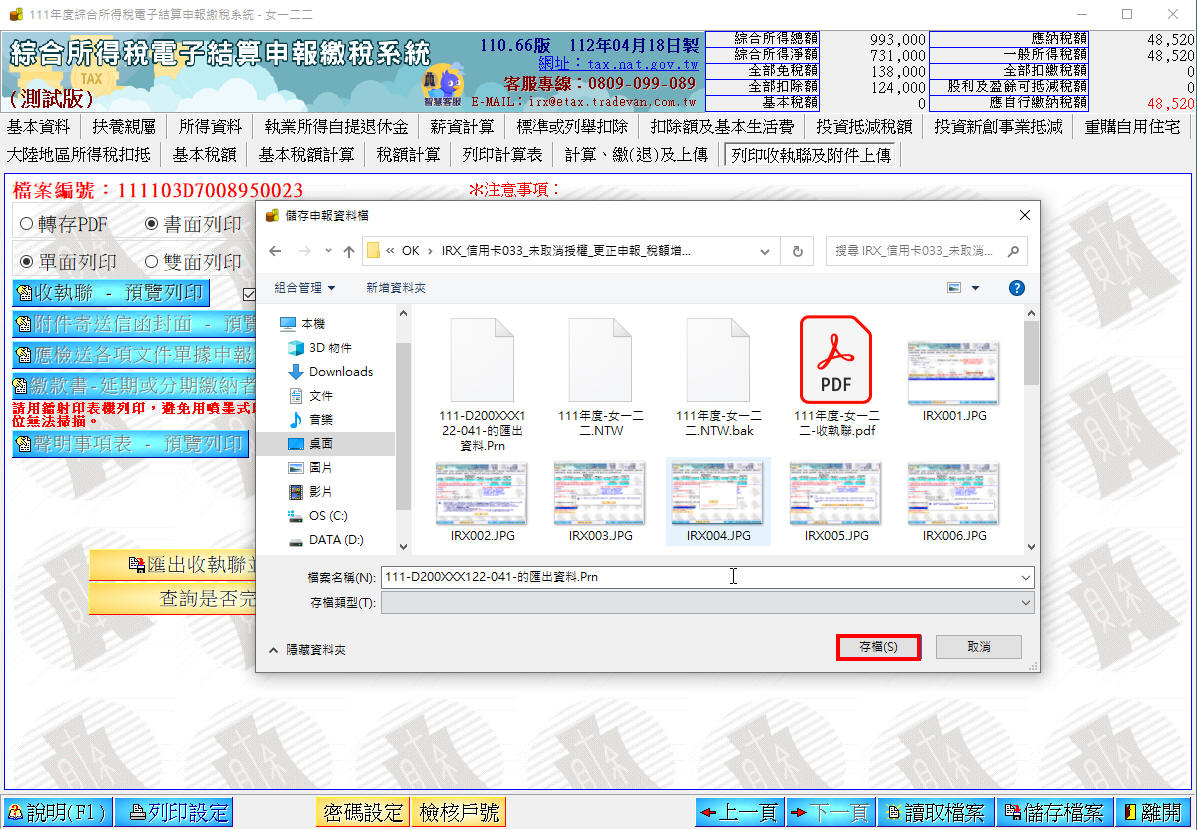 111年度綜合所得稅電子結算申報繳稅系統 - 女一二二
綜合所得稅電子結算申報繳稅系統
TAX
(測試版)
110.66版 112年04月18日製
網址：tax.nat.gov.tw
客服專線：0809-099-089
E-MAIL：irx@etax.tradevan.com.tw
智慧客服
綜合所得總額 993,000 應納稅額 48,520
綜合所得淨額 731,000 一般所得稅額 48,520
全部免稅額 138,000 全部扣繳稅額 0
全部扣除額 124,000 股利及盈餘可抵減稅額 0
基本稅額 0 應自行繳納稅額 48,520
基本資料 扶養親屬 所得資料 執業所得自提退休金 薪資計算 標準或列舉扣除 扣除額及基本生活費 投資抵減稅額 投資新創事業抵減 重購自用住宅
大陸地區所得稅扣抵 基本稅額 基本稅額計算 稅額計算 列印計算表 計算、繳(退)及上傳 列印收執聯及附件上傳
檔案編號：111103D7008950023 ※注意事項：
轉存PDF 書面列印
單面列印 雙面列印
收執聯 - 預覽列印
附件寄送信函封面 - 預覽
應檢送各項文件單據申報
繳款書-延期或分期繳納者
請用鐳射印表機列印，避免用噴墨式
位無法掃描。
聲明事項表 - 預覽列印
匯出收執聯
查詢是否完
儲存申報資料檔
« OK › IRX_信用卡033_未取消授權_更正申報_稅額增...
搜尋 IRX_信用卡033_未取消...
組合管理 新增資料夾
本機
3D 物件
Downloads
文件
音樂
桌面
圖片
影片
OS (C:)
DATA (D:)
111-D200XXX1
22-041-的匯出
資料.Prn
111年度-女一二
二.NTW
111年度-女一二
二.NTW.bak
PDF
111年度-女一二
二-收執聯.pdf
IRX001.JPG
IRX002.JPG
IRX003.JPG
IRX004.JPG
IRX005.JPG
IRX006.JPG
檔案名稱(N): 111-D200XXX122-041-的匯出資料.Prn
存檔類型(T):
隱藏資料夾
存檔(S) 取消
說明(F1) 列印設定 密碼設定 檢核戶號 上一頁 下一頁 讀取檔案 儲存檔案 離開